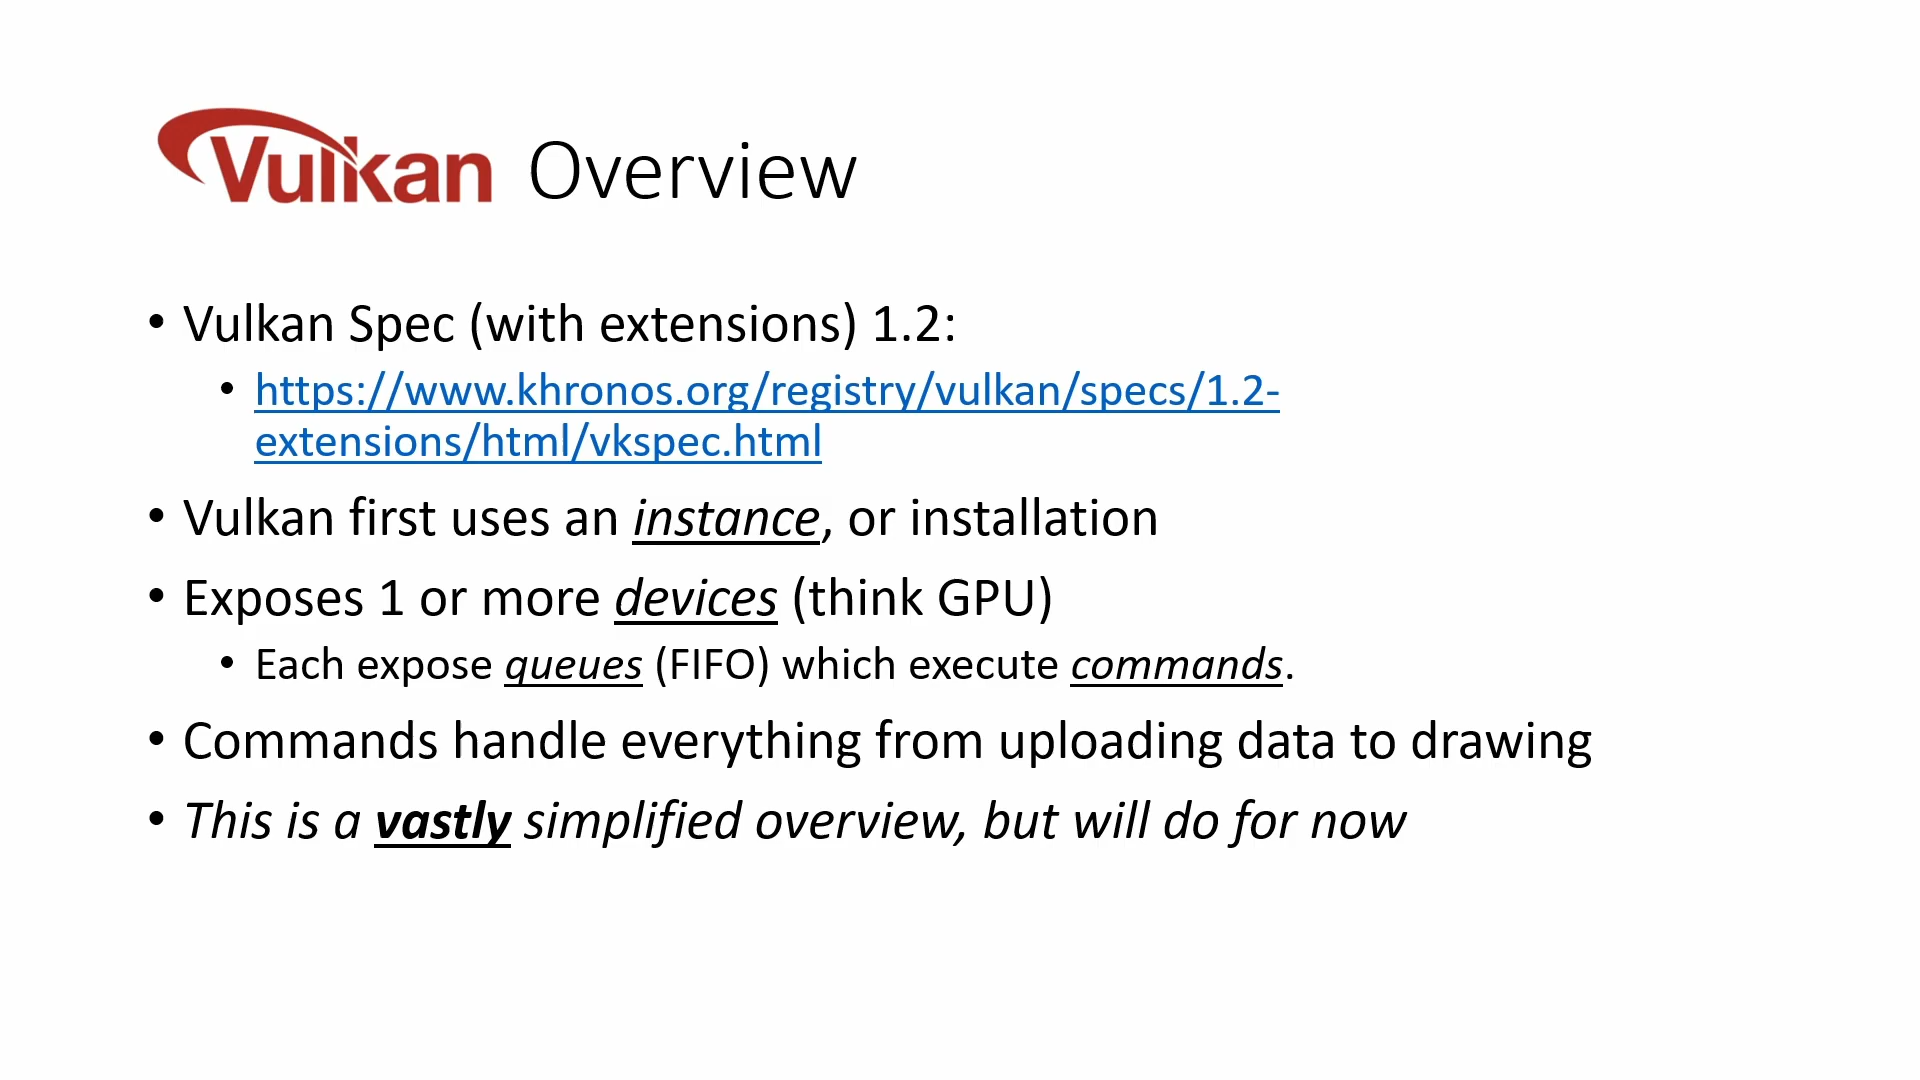 Vulkan Overview
• Vulkan Spec (with extensions) 1.2:
• https://www.khronos.org/registry/vulkan/specs/1.2-
extensions/html/vkspec.html
• Vulkan first uses an instance, or installation
• Exposes 1 or more devices (think GPU)
• Each expose queues (FIFO) which execute commands.
• Commands handle everything from uploading data to drawing
• This is a vastly simplified overview, but will do for now